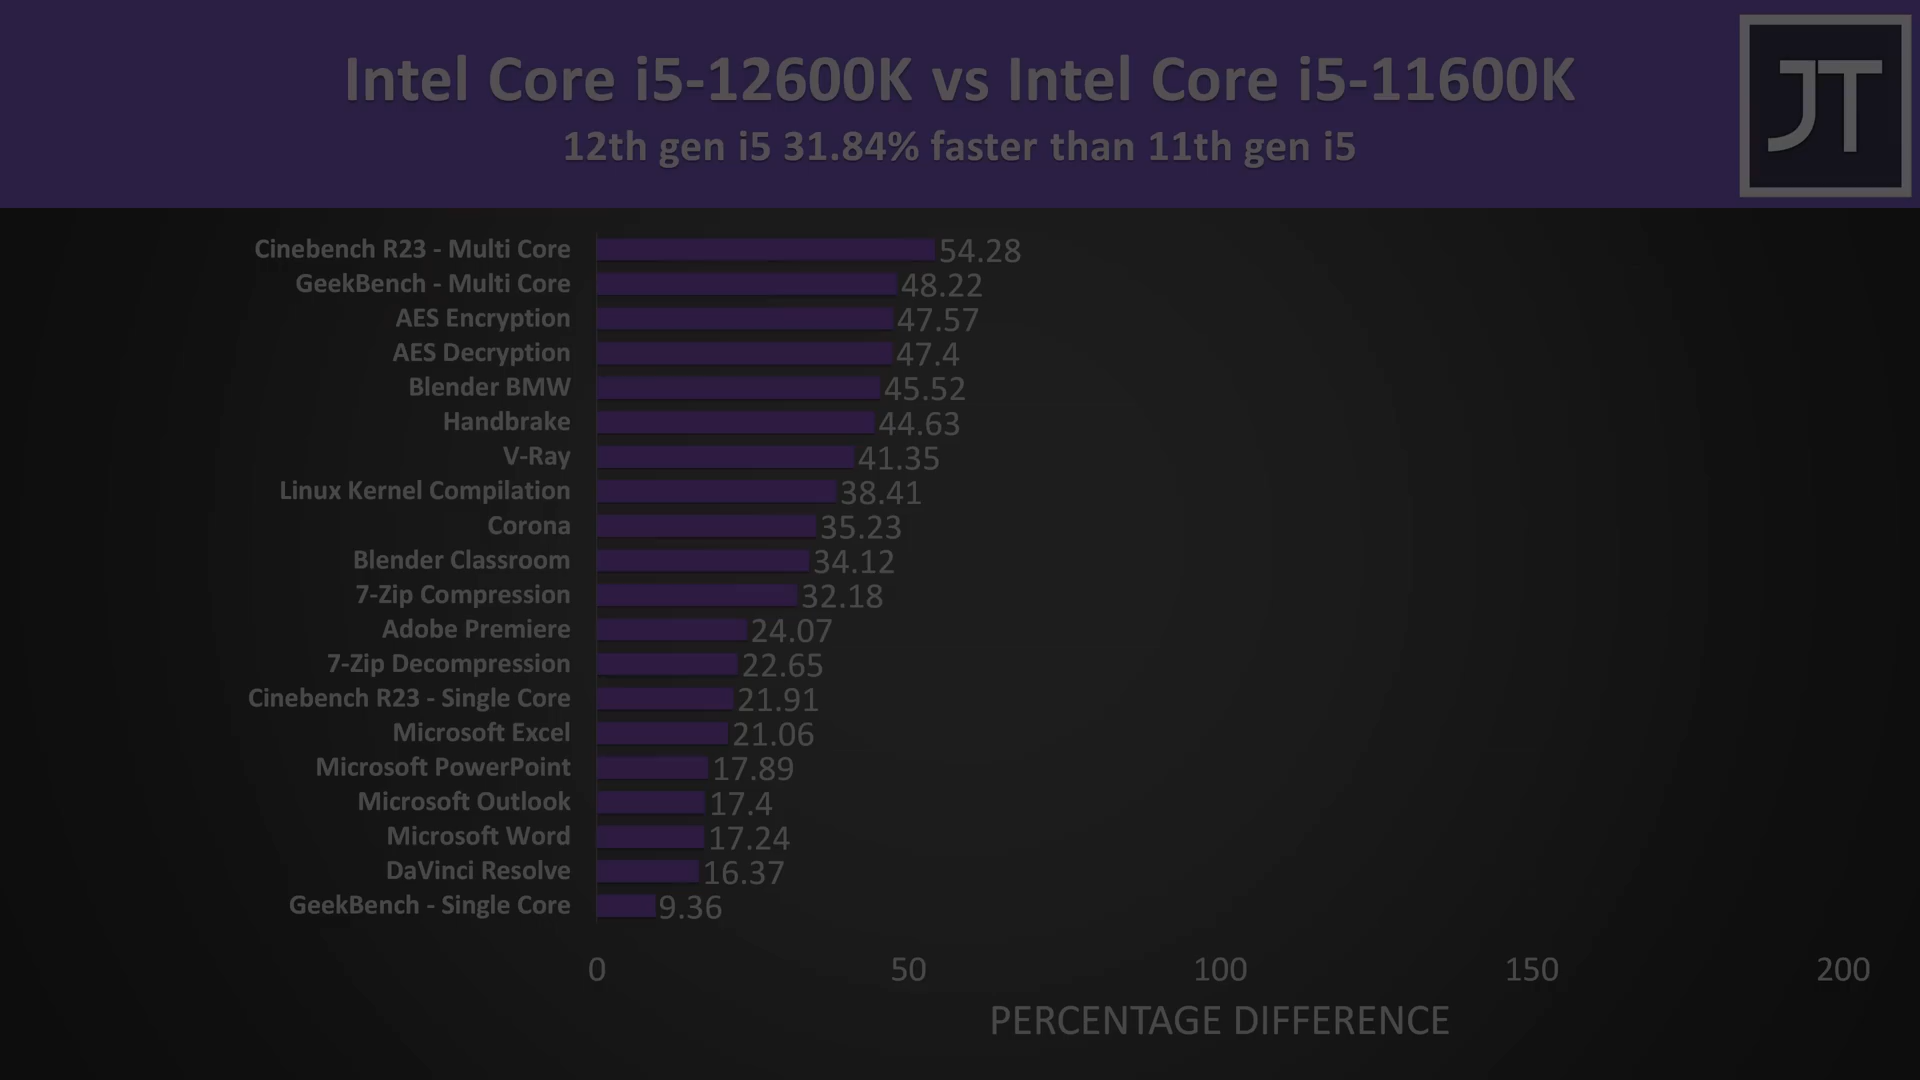 Intel Core i5-12600K vs Intel Core i5-11600K
12th gen i5 31.84% faster than 11th gen i5
JT
Cinebench R23 - Multi Core 54.28
GeekBench - Multi Core 48.22
AES Encryption 47.57
AES Decryption 47.4
Blender BMW 45.52
Handbrake 44.63
V-Ray 41.35
Linux Kernel Compilation 38.41
Corona 35.23
Blender Classroom 34.12
7-Zip Compression 32.18
Adobe Premiere 24.07
7-Zip Decompression 22.65
Cinebench R23 - Single Core 21.91
Microsoft Excel 21.06
Microsoft PowerPoint 17.89
Microsoft Outlook 17.4
Microsoft Word 17.24
DaVinci Resolve 16.37
GeekBench - Single Core 9.36
0 50 100 150 200
PERCENTAGE DIFFERENCE